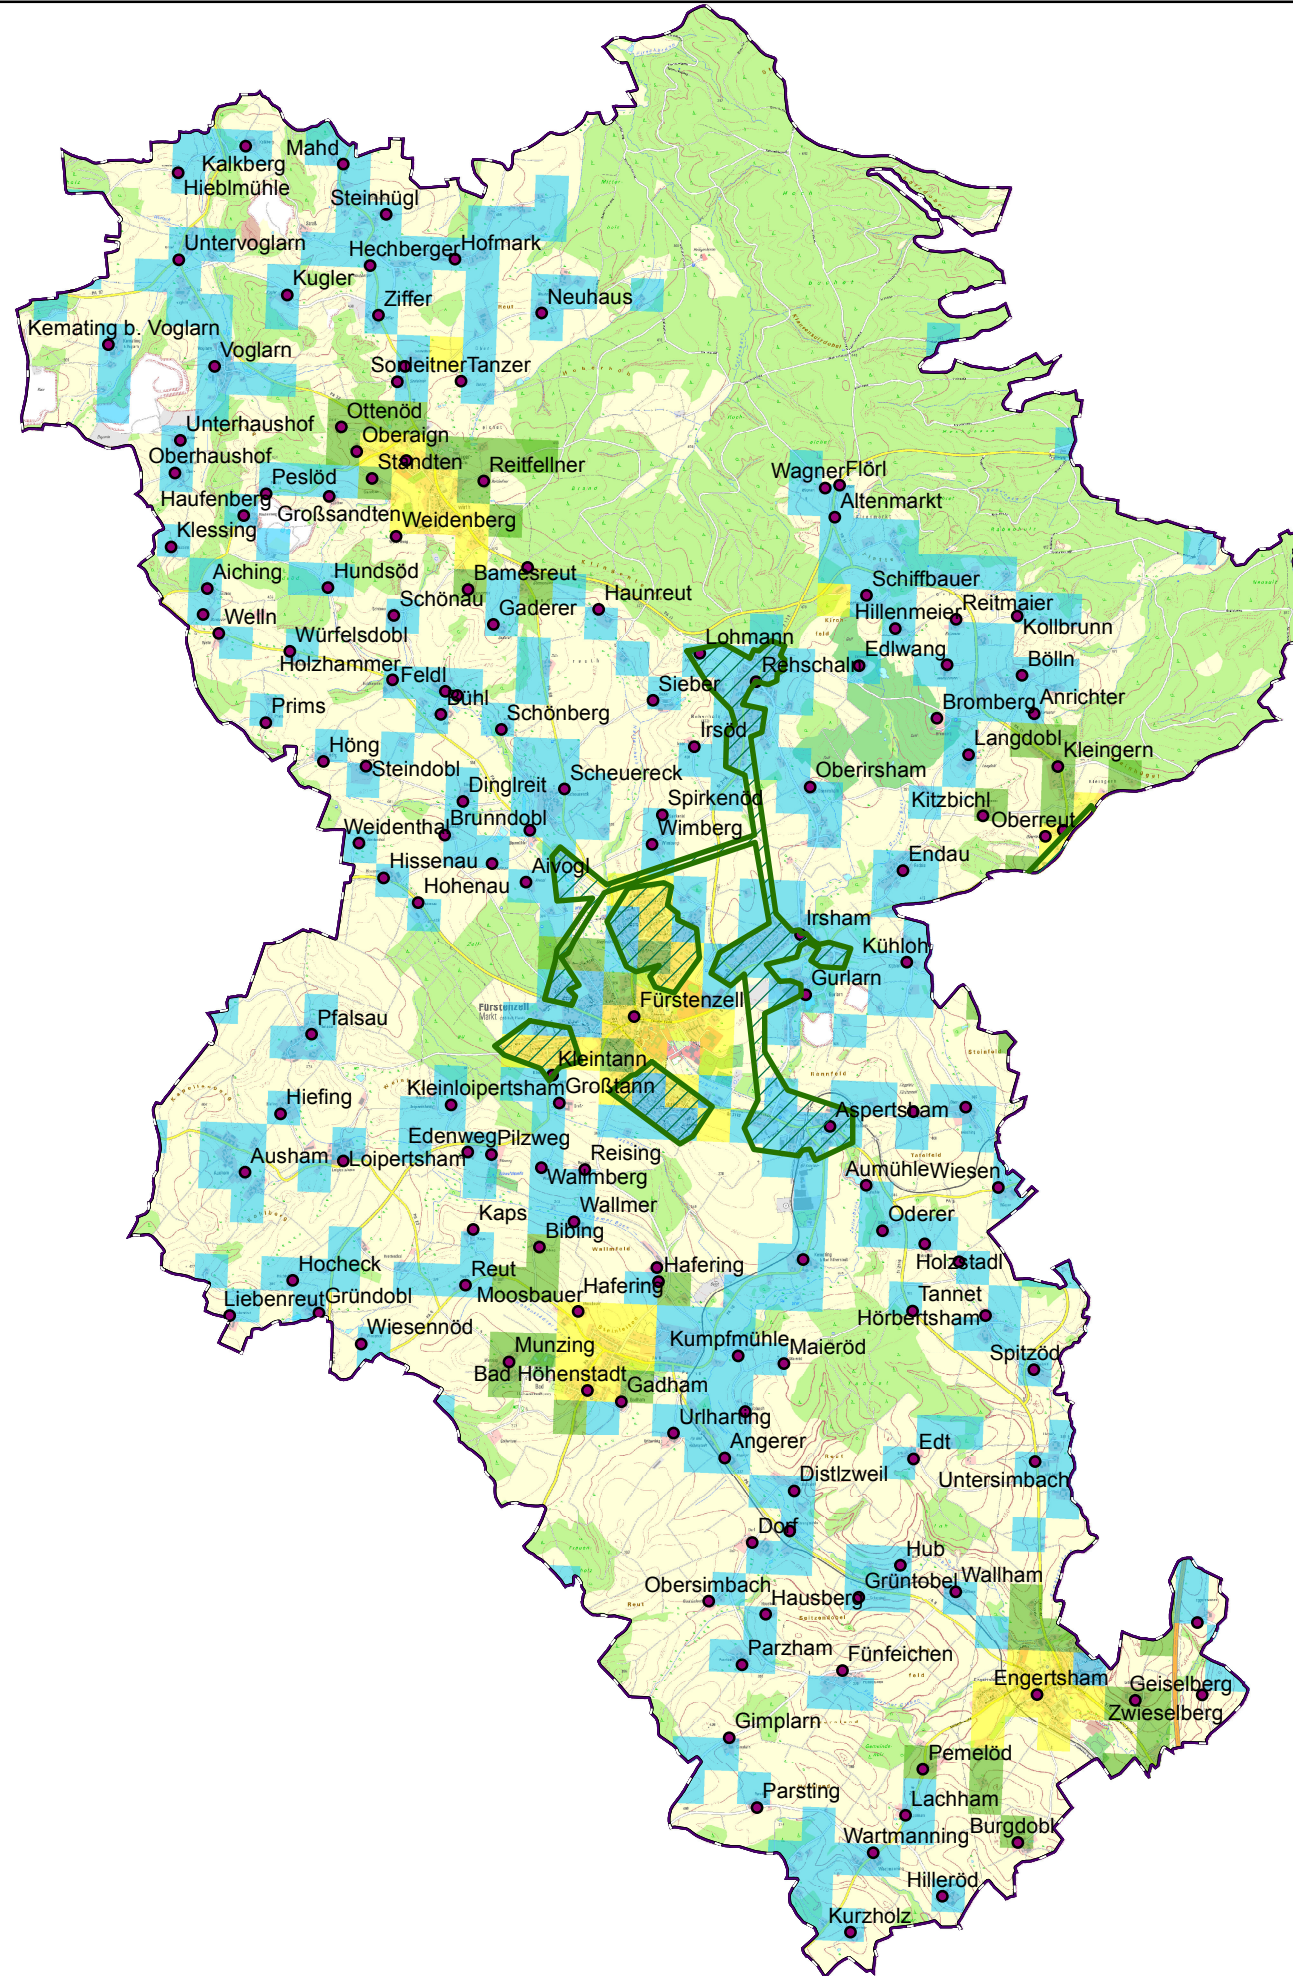 Kalkberg
Mahd
Hieblmühle
Steinhügl
Untervoglarn
Hechberger
Hofmark
Kugler
Ziffer
Neuhaus
Kemating b. Voglarn
Voglarn
Sonleitner
Tanzer
Ottenöd
Unterhaushof
Oberaign
Oberhaushof
Peslöd
Standten
Reitfellner
Wagner
Flörl
Haufenberg
Großsandten
Altenmarkt
Klessing
Weidenberg
Aiching
Hundsöd
Bamesreut
Schiffbauer
Schönau
Haunreut
Welln
Gaderer
Hillenmeier
Reitmaier
Würfelsdobl
Kollbrunn
Lohmann
Holzhammer
Edlwang
Feldl
Rehschaln
Bölln
Sieber
Bühl
Prims
Bromberg
Anrichter
Schönberg
Irsöd
Höng
Langdobl
Kleingern
Steindobl
Scheuereck
Oberirsham
Dinglreit
Spirkenöd
Kitzbichl
Weidenthal
Brunndobl
Wimberg
Oberreut
Hissenau
Aivogl
Endau
Hohenau
Irsham
Kühloh
Gurlarn
Fürstenzell
Markt
Fürstenzell
Pfalsau
Kleintann
Kleinloipertsham
Großtann
Hiefing
Aspertsham
Edenweg
Pilzweg
Ausham
Loipertsham
Reising
Wallmberg
Aumühle
Wiesen
Kaps
Wallmer
Oderer
Bibing
Hocheck
Reut
Hafering
Holzstadl
Liebenreut
Gründobl
Moosbauer
Hafering
Tannet
Wiesennöd
Hörbertsham
Munzing
Kumpfmühle
Maieröd
Spitzöd
Bad Höhenstadt
Gadham
Urlharting
Angerer
Edt
Distlzweil
Untersimbach
Dorf
Hub
Obersimbach
Grüntobel
Wallham
Hausberg
Parzham
Fünfeichen
Engertsham
Geiselberg
Zwieselberg
Gimplarn
Pemelöd
Parsting
Lachham
Wartmanning
Burgdobl
Hilleröd
Kurzholz